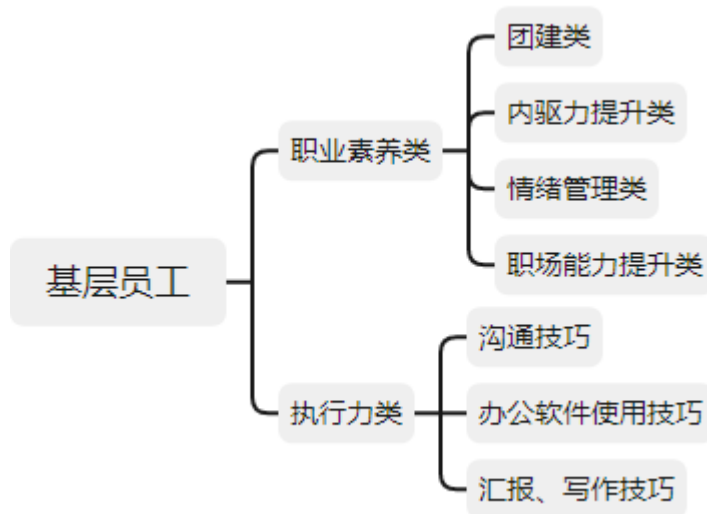 基层员工
职业素养类
团建类
内驱力提升类
情绪管理类
职场能力提升类
执行力类
沟通技巧
办公软件使用技巧
汇报、写作技巧